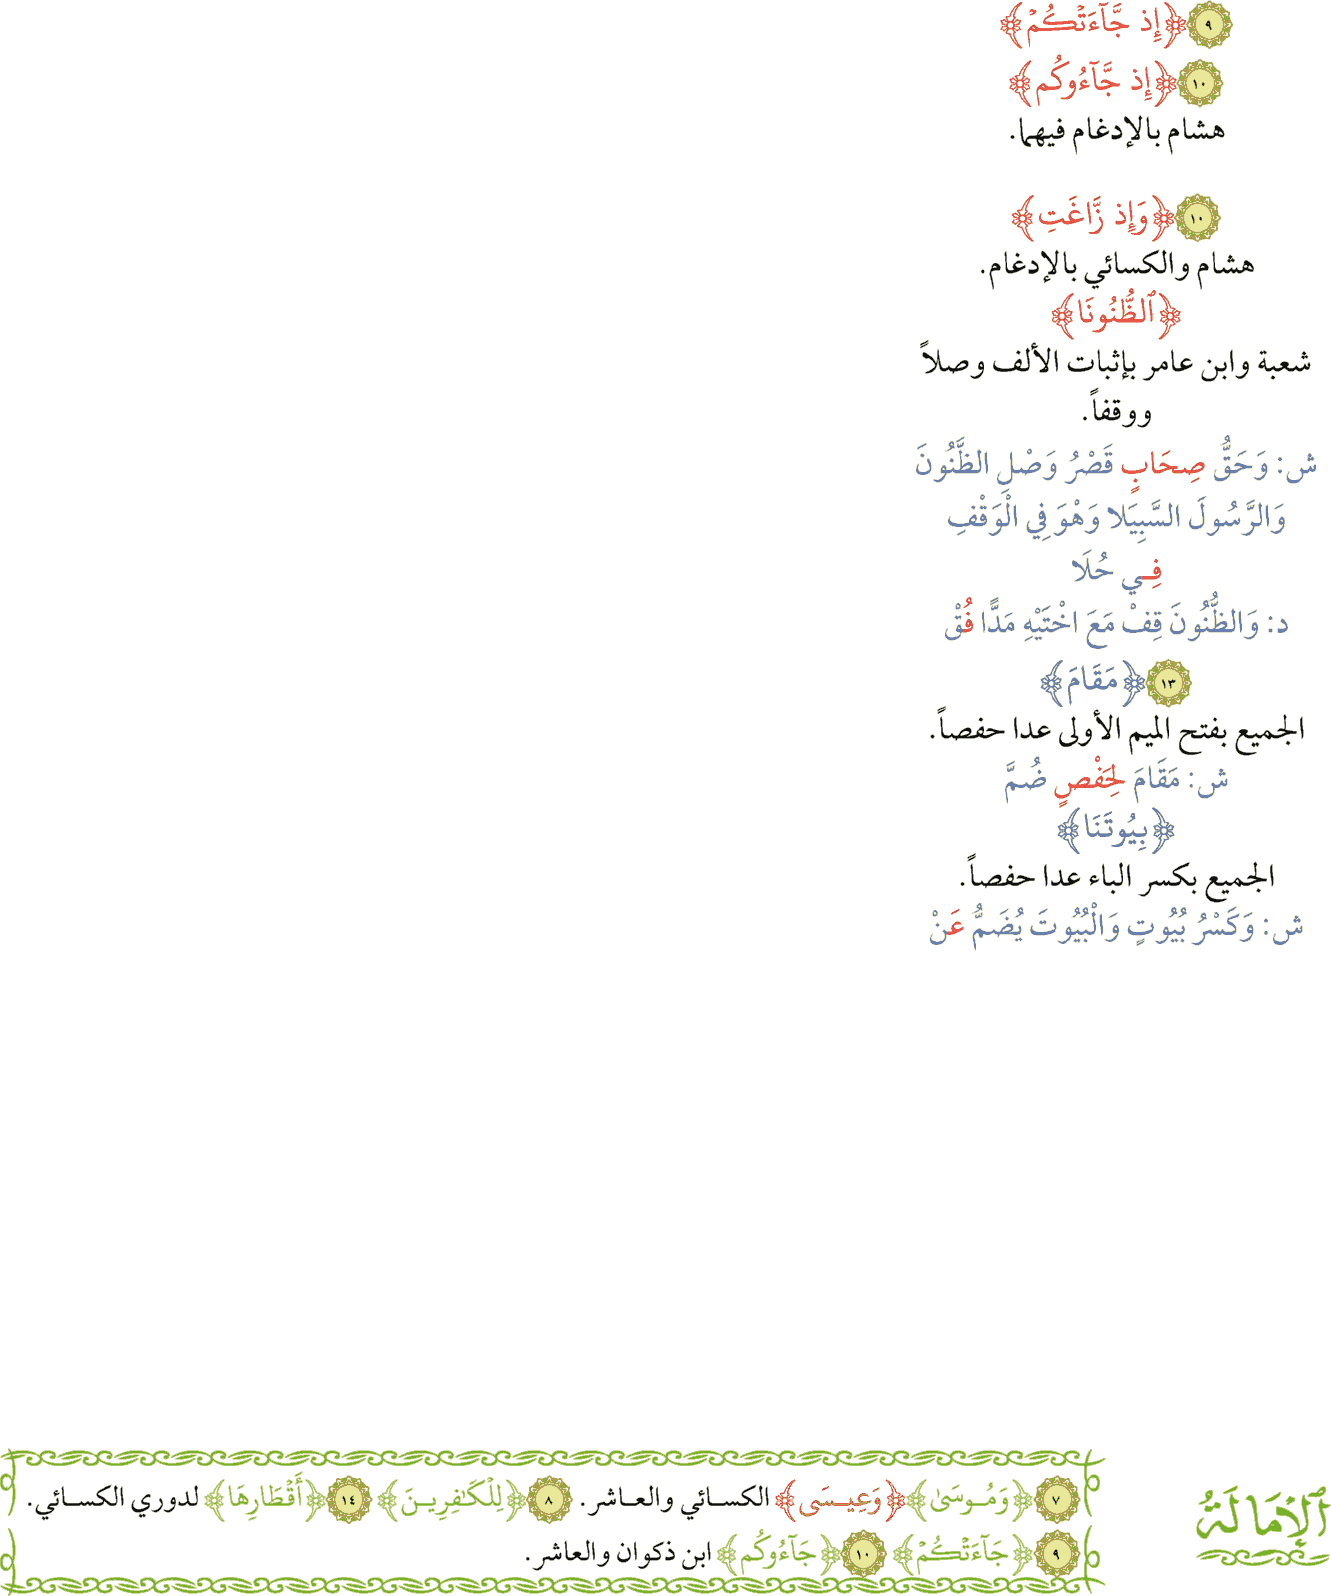 ٩ ﴿إِذ جَّآءَتۡكُمۡ﴾
١٠ ﴿إِذ جَّآءُوكُم﴾
هشام بالإدغام فيهما.
١٠ ﴿وَإِذ زَّاغَتِ﴾
هشام والكسائي بالإدغام.
﴿ٱلظُّنُونَا﴾
شعبة وابن عامر بإثبات الألف وصلاً
ووقفاً.
ش: وَحَقُّ صِحَابٍ قَصْرُ وَصْلِ الظَّنُونَ
وَالرَّسُولَ السَّبِيَلا وَهْوَ فِي الْوَقْفِ
فِي حُلَا
د: وَالظُّنُونَ قِفْ مَعَ اخْتَيْهِ مَدًّا فُقْ
١٣ ﴿مَقَامَ﴾
الجميع بفتح الميم الأولى عدا حفصاً.
ش: مَقَامَ لِحَفْصٍ ضُمَّ
﴿بِيُوتَنَا﴾
الجميع بكسر الباء عدا حفصاً.
ش: وَكَسْرُ بُيُوتٍ وَالْبُيُوتَ يُضَمُّ عَنْ
ٱلإِمَالَةُ
٧ ﴿وَمُوسَىٰ﴾ ﴿وَعِيسَى﴾ الكسائي والعاشر. ٨ ﴿لِلۡكَٰفِرِينَ﴾ ١٤ ﴿أَقۡطَارِهَا﴾ لدوري الكسائي.
٩ ﴿جَآءَتۡكُمۡ﴾ ١٠ ﴿جَآءُوكُم﴾ ابن ذكوان والعاشر.